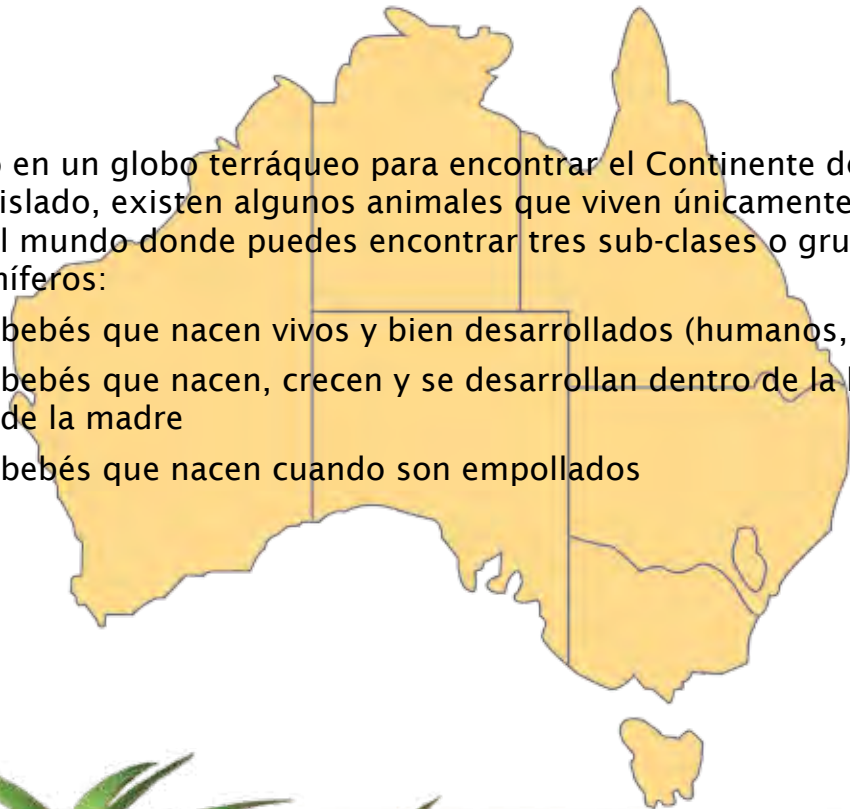 en un globo terráqueo para encontrar el Continente de
islado, existen algunos animales que viven únicamente
l mundo donde puedes encontrar tres sub-clases o gru
míferos:
bebés que nacen vivos y bien desarrollados (humanos,
bebés que nacen, crecen y se desarrollan dentro de la
de la madre
bebés que nacen cuando son empollados